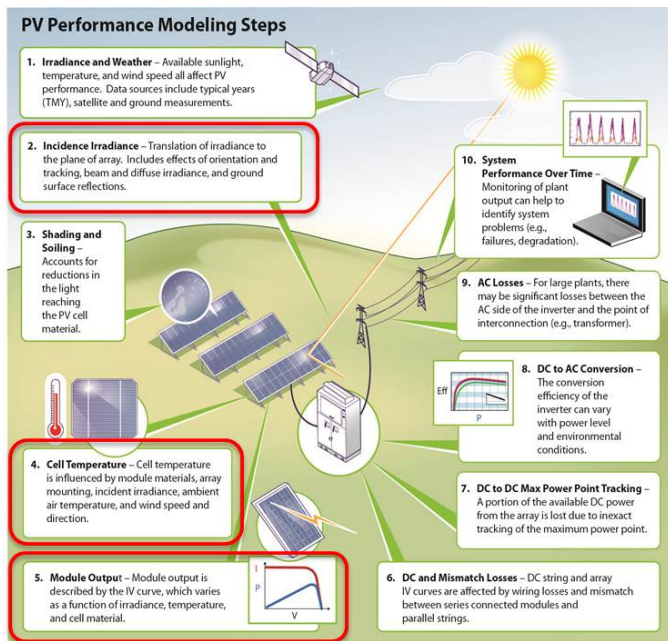 PV Performance Modeling Steps
1. Irradiance and Weather – Available sunlight,
temperature, and wind speed all affect PV
performance. Data sources include typical years
(TMY), satellite and ground measurements.
2. Incidence Irradiance – Translation of irradiance to
the plane of array. Includes effects of orientation and
tracking, beam and diffuse irradiance, and ground
surface reflections.
3. Shading and
Soiling –
Accounts for
reductions in
the light
reaching
the PV cell
material.
4. Cell Temperature – Cell temperature
is influenced by module materials, array
mounting, incident irradiance, ambient
air temperature, and wind speed and
direction.
5. Module Output – Module output is
described by the IV curve, which varies
as a function of irradiance, temperature,
and cell material.
I
P
V
6. DC and Mismatch Losses – DC string and array
IV curves are affected by wiring losses and mismatch
between series connected modules and
parallel strings.
7. DC to DC Max Power Point Tracking –
A portion of the available DC power
from the array is lost due to inexact
tracking of the maximum power point.
Eff
P
8. DC to AC Conversion –
The conversion
efficiency of the
inverter can vary
with power level
and environmental
conditions.
9. AC Losses – For large plants, there
may be significant losses between the
AC side of the inverter and the point of
interconnection (e.g., transformer).
10. System
Performance Over Time –
Monitoring of plant
output can help to
identify system
problems (e.g.,
failures, degradation).